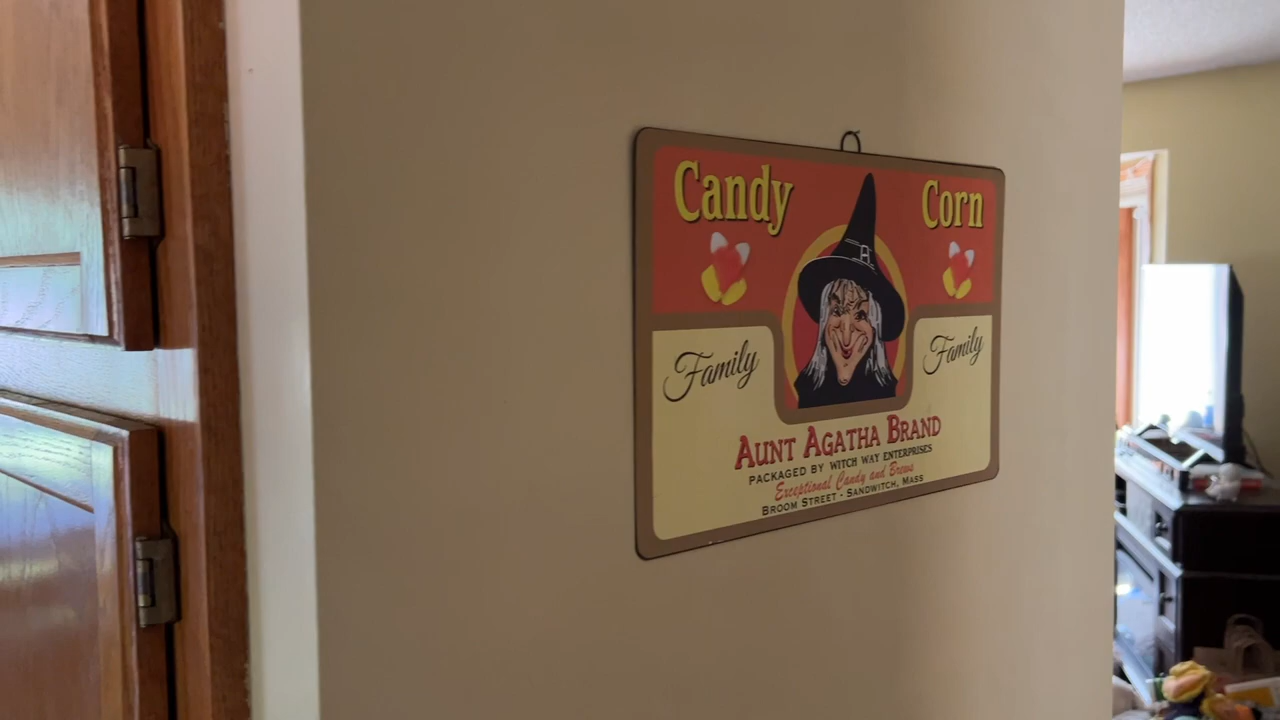 Candy Corn
Family Family
AUNT AGATHA BRAND
PACKAGED BY WITCH WAY ENTERPRISES
Exceptional Candy and Brews
BROOM STREET - SANDWITCH, MASS